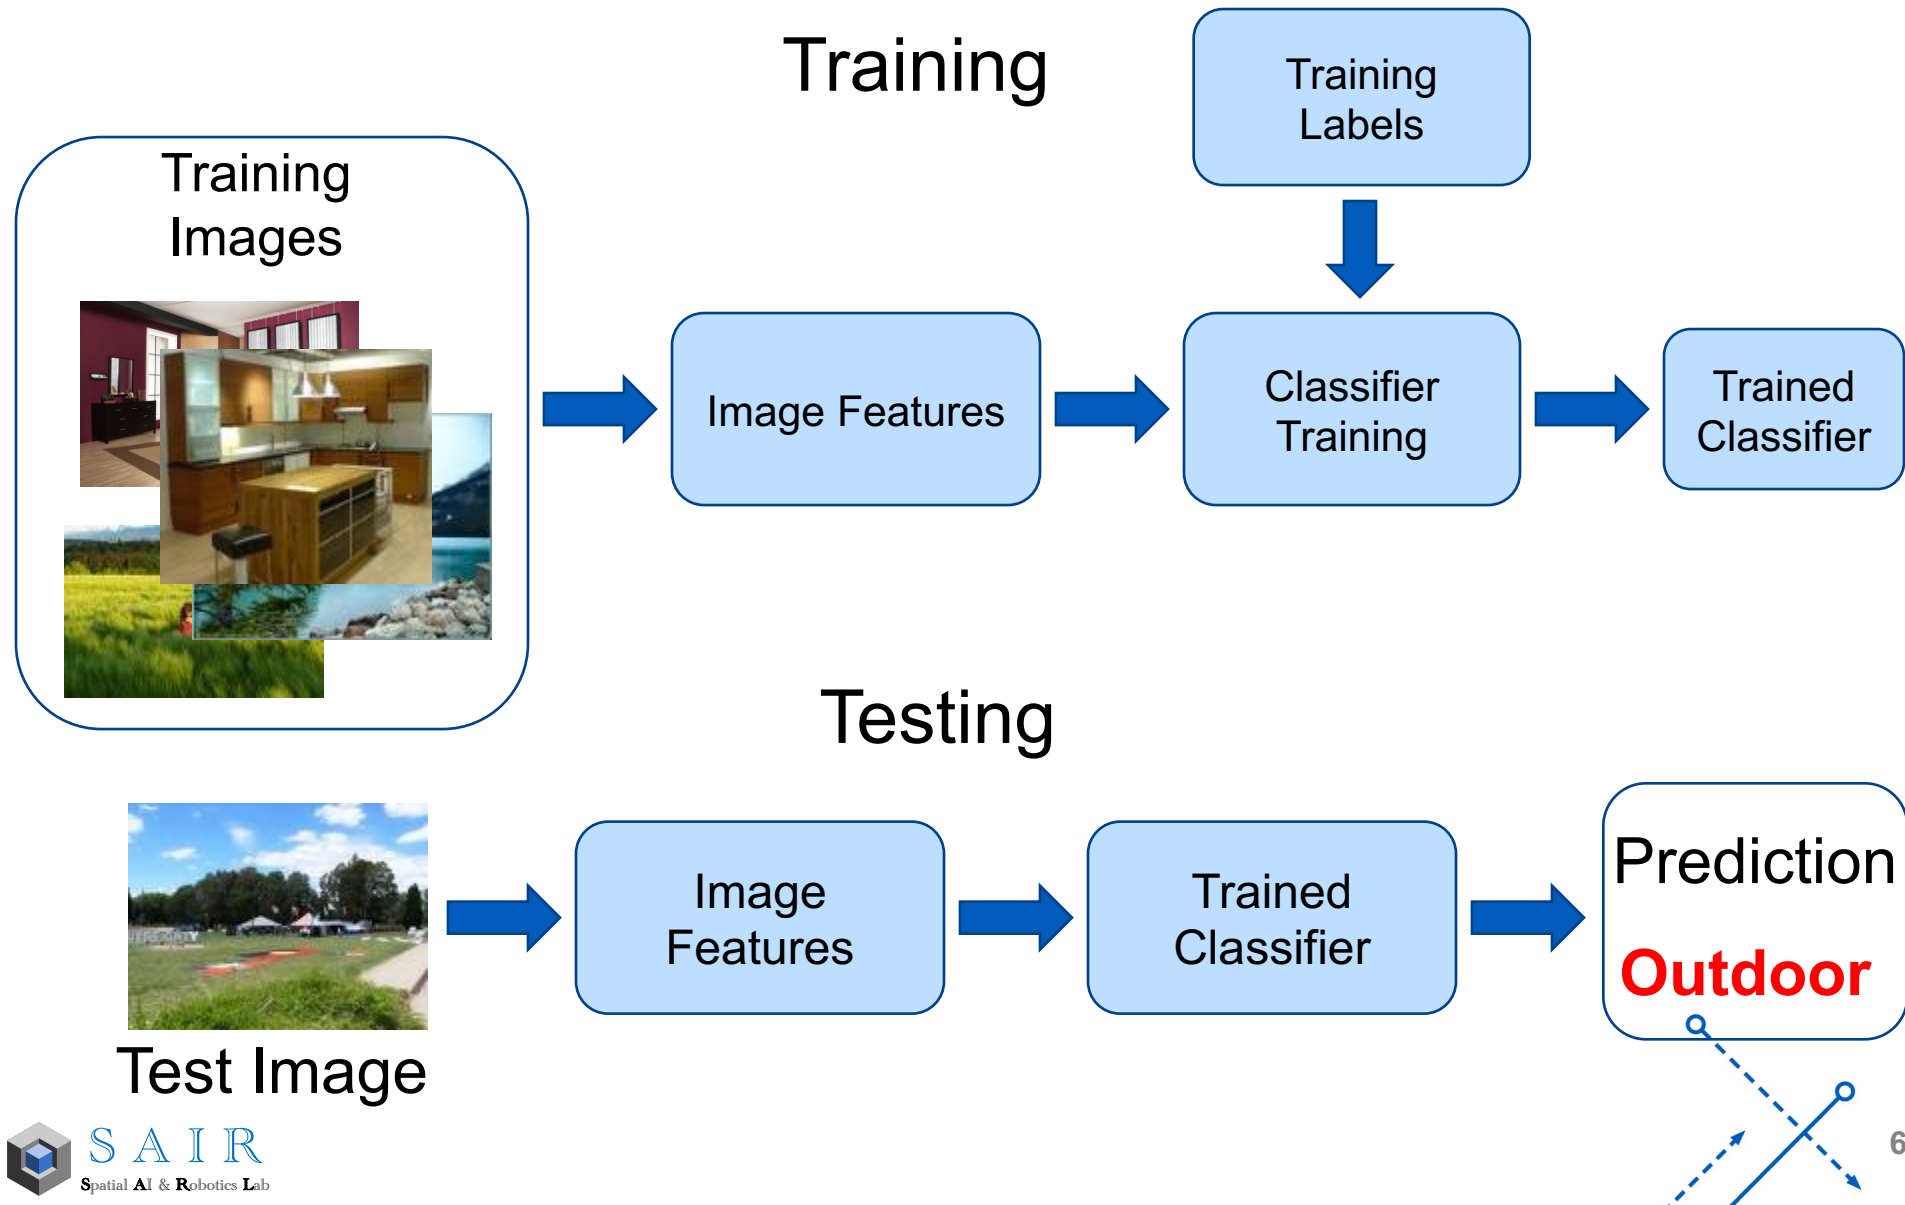 Training
Training
Labels
Training
Images
Image Features
Classifier
Training
Trained
Classifier
Testing
Image
Features
Trained
Classifier
Prediction
Outdoor
Test Image
SAIR
Spatial AI & Robotics Lab
6